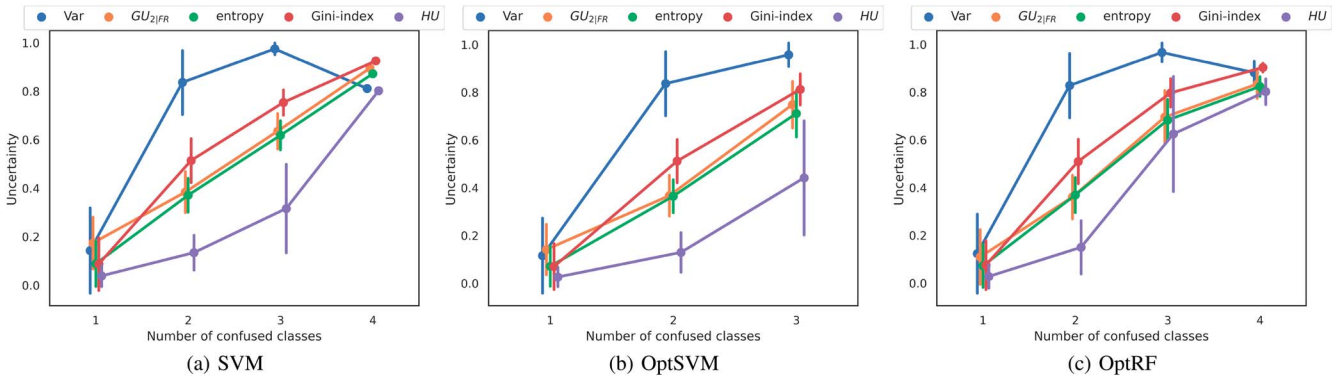 Var GU2|FR entropy Gini-index HU
1.0
0.8
0.6
0.4
0.2
0.0
Uncertainty
1 2 3 4
Number of confused classes
(a) SVM
Var GU2|FR entropy Gini-index HU
1.0
0.8
0.6
0.4
0.2
0.0
Uncertainty
1 2 3
Number of confused classes
(b) OptSVM
Var GU2|FR entropy Gini-index HU
1.0
0.8
0.6
0.4
0.2
0.0
Uncertainty
1 2 3 4
Number of confused classes
(c) OptRF